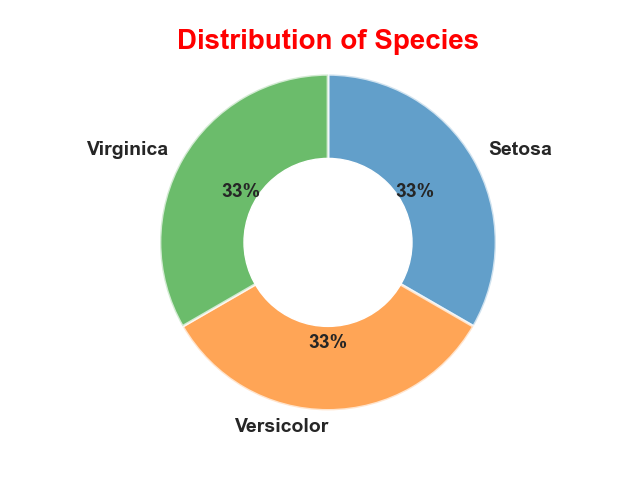 Distribution of Species
Virginica
Setosa
33%
33%
33%
Versicolor